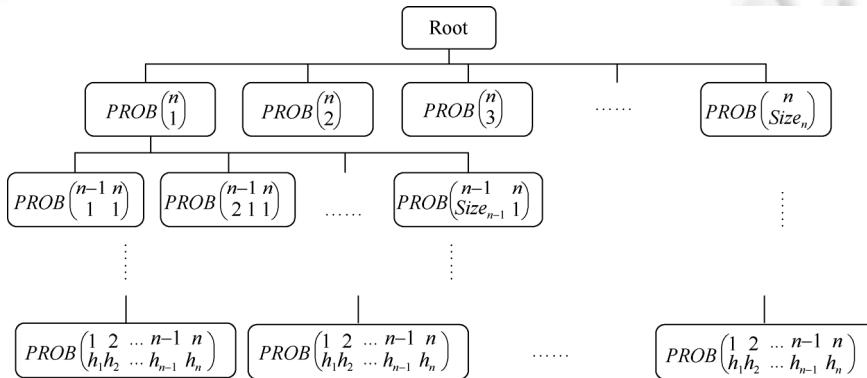 Root
PROB(n
1) PROB(n
2) PROB(n
3) ...... PROB(n
Size_n)
PROB(n−1 n
1 1) PROB(n−1 n
2 1 1) ...... PROB(n−1 n
Size_{n−1} 1)
PROB(1 2 ... n−1 n
h_1 h_2 ... h_{n−1} h_n) PROB(1 2 ... n−1 n
h_1 h_2 ... h_{n−1} h_n) ...... PROB(1 2 ... n−1 n
h_1 h_2 ... h_{n−1} h_n)